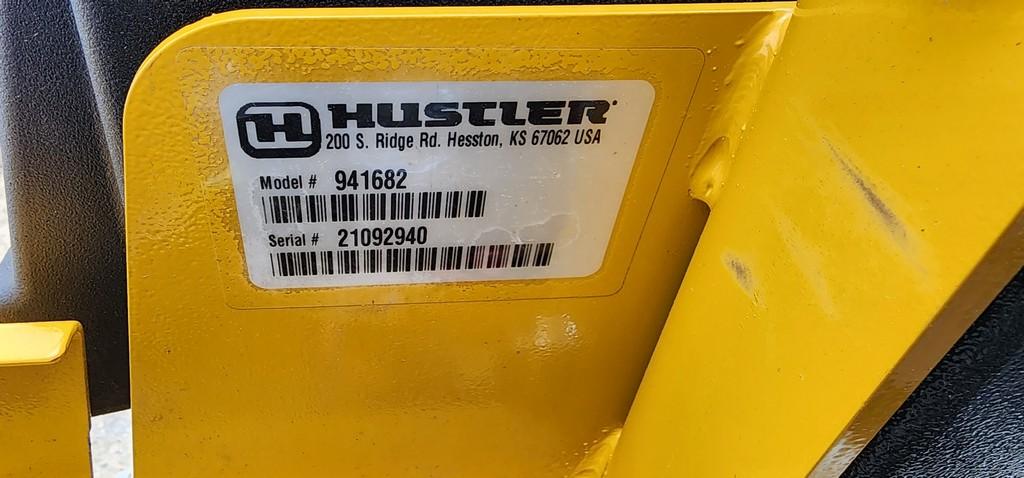 H HUSTLER
200 S. Ridge Rd. Hesston, KS 67062 USA
Model # 941682
Serial # 21092940